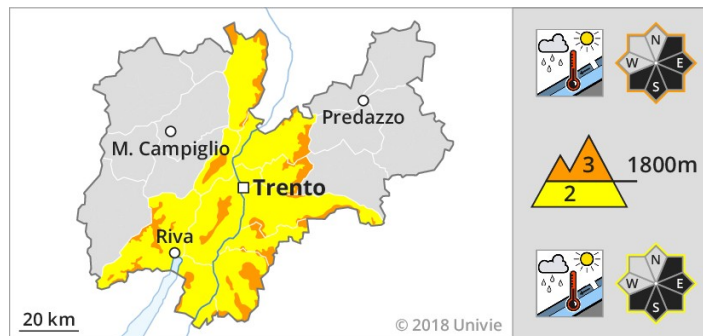 N
W E
S
Predazzo
M. Campiglio
3 1800m
Trento
2
Riva
N
W E
S
20 km
© 2018 Univie